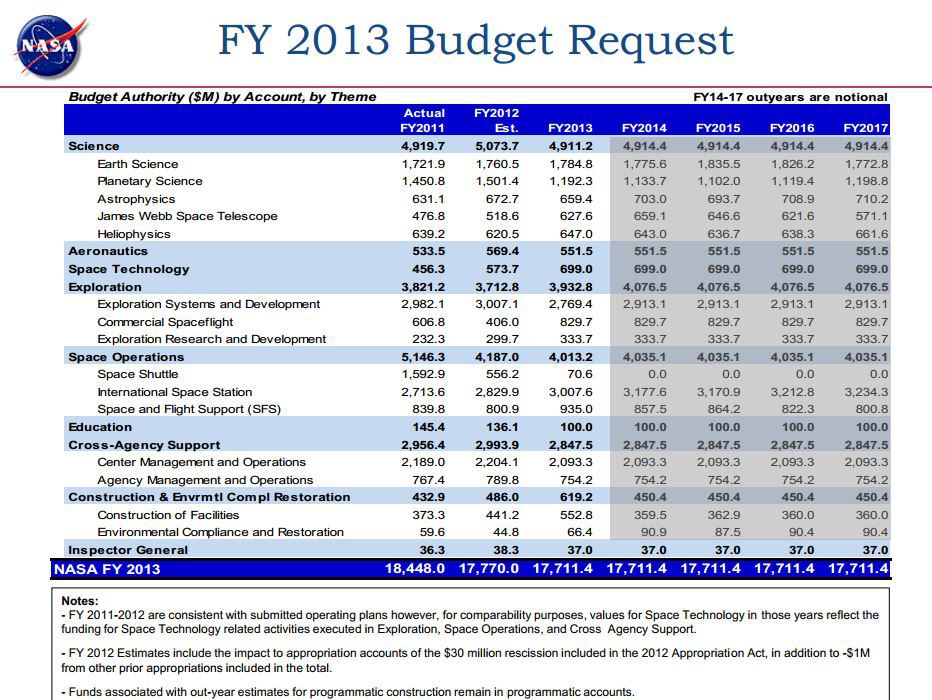 NASA
FY 2013 Budget Request
Budget Authority ($M) by Account, by Theme FY14-17 outyears are notional
Actual FY2012
FY2011 Est. FY2013 FY2014 FY2015 FY2016 FY2017
Science 4,919.7 5,073.7 4,911.2 4,914.4 4,914.4 4,914.4 4,914.4
Earth Science 1,721.9 1,760.5 1,784.8 1,775.6 1,835.5 1,826.2 1,772.8
Planetary Science 1,450.8 1,501.4 1,192.3 1,133.7 1,102.0 1,119.4 1,198.8
Astrophysics 631.1 672.7 659.4 703.0 693.7 708.9 710.2
James Webb Space Telescope 476.8 518.6 627.6 659.1 646.6 621.6 571.1
Heliophysics 639.2 620.5 647.0 643.0 636.7 638.3 661.6
Aeronautics 533.5 569.4 551.5 551.5 551.5 551.5 551.5
Space Technology 456.3 573.7 699.0 699.0 699.0 699.0 699.0
Exploration 3,821.2 3,712.8 3,932.8 4,076.5 4,076.5 4,076.5 4,076.5
Exploration Systems and Development 2,982.1 3,007.1 2,769.4 2,913.1 2,913.1 2,913.1 2,913.1
Commercial Spaceflight 606.8 406.0 829.7 829.7 829.7 829.7 829.7
Exploration Research and Development 232.3 299.7 333.7 333.7 333.7 333.7 333.7
Space Operations 5,146.3 4,187.0 4,013.2 4,035.1 4,035.1 4,035.1 4,035.1
Space Shuttle 1,592.9 556.2 70.6 0.0 0.0 0.0 0.0
International Space Station 2,713.6 2,829.9 3,007.6 3,177.6 3,170.9 3,212.8 3,234.3
Space and Flight Support (SFS) 839.8 800.9 935.0 857.5 864.2 822.3 800.8
Education 145.4 136.1 100.0 100.0 100.0 100.0 100.0
Cross-Agency Support 2,956.4 2,993.9 2,847.5 2,847.5 2,847.5 2,847.5 2,847.5
Center Management and Operations 2,189.0 2,204.1 2,093.3 2,093.3 2,093.3 2,093.3 2,093.3
Agency Management and Operations 767.4 789.8 754.2 754.2 754.2 754.2 754.2
Construction & Envrmtl Compl Restoration 432.9 486.0 619.2 450.4 450.4 450.4 450.4
Construction of Facilities 373.3 441.2 552.8 359.5 362.9 360.0 360.0
Environmental Compliance and Restoration 59.6 44.8 66.4 90.9 87.5 90.4 90.4
Inspector General 36.3 38.3 37.0 37.0 37.0 37.0 37.0
NASA FY 2013 18,448.0 17,770.0 17,711.4 17,711.4 17,711.4 17,711.4 17,711.4
Notes:
- FY 2011-2012 are consistent with submitted operating plans however, for comparability purposes, values for Space Technology in those years reflect the
funding for Space Technology related activities executed in Exploration, Space Operations, and Cross Agency Support.
- FY 2012 Estimates include the impact to appropriation accounts of the $30 million rescission included in the 2012 Appropriation Act, in addition to -$1M
from other prior appropriations included in the total.
- Funds associated with out-year estimates for programmatic construction remain in programmatic accounts.